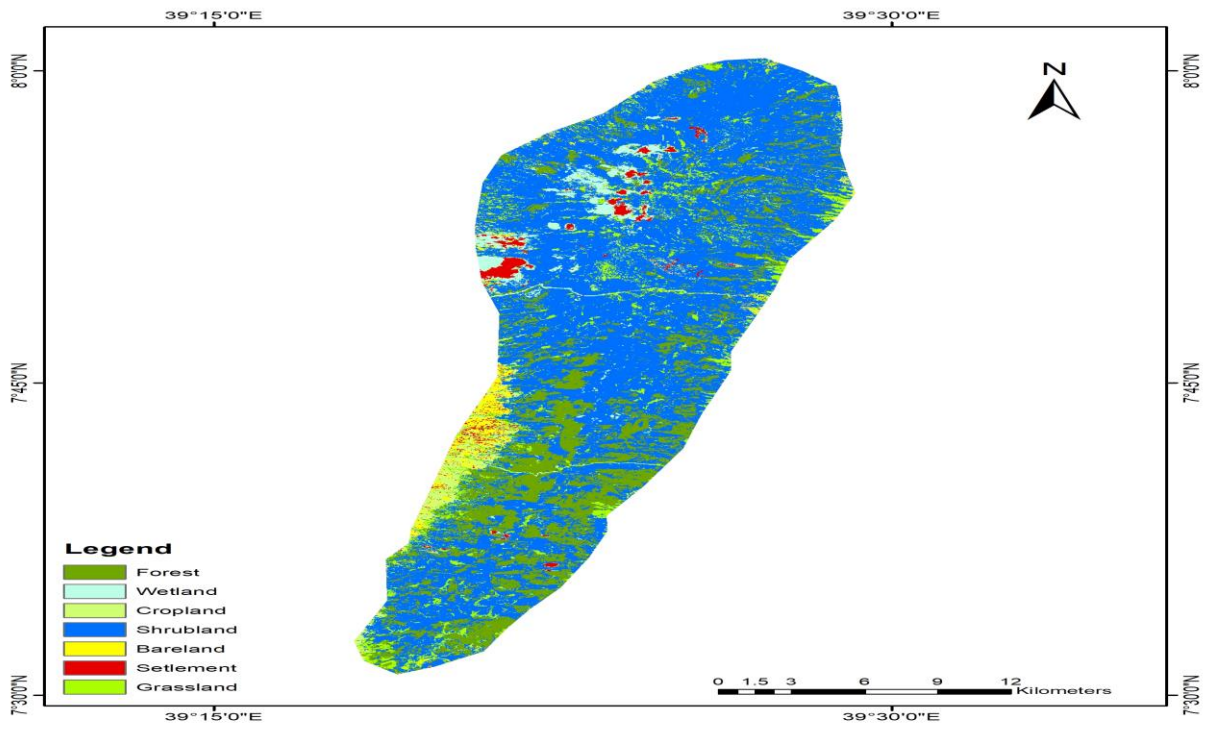 39°15'0"E 39°30'0"E
8°0'0"N 8°0'0"N
N
7°45'0"N 7°45'0"N
Legend
Forest
Wetland
Cropland
Shrubland
Bareland
Setlement
Grassland
0 1.5 3 6 9 12
Kilometers
7°30'0"N 7°30'0"N
39°15'0"E 39°30'0"E